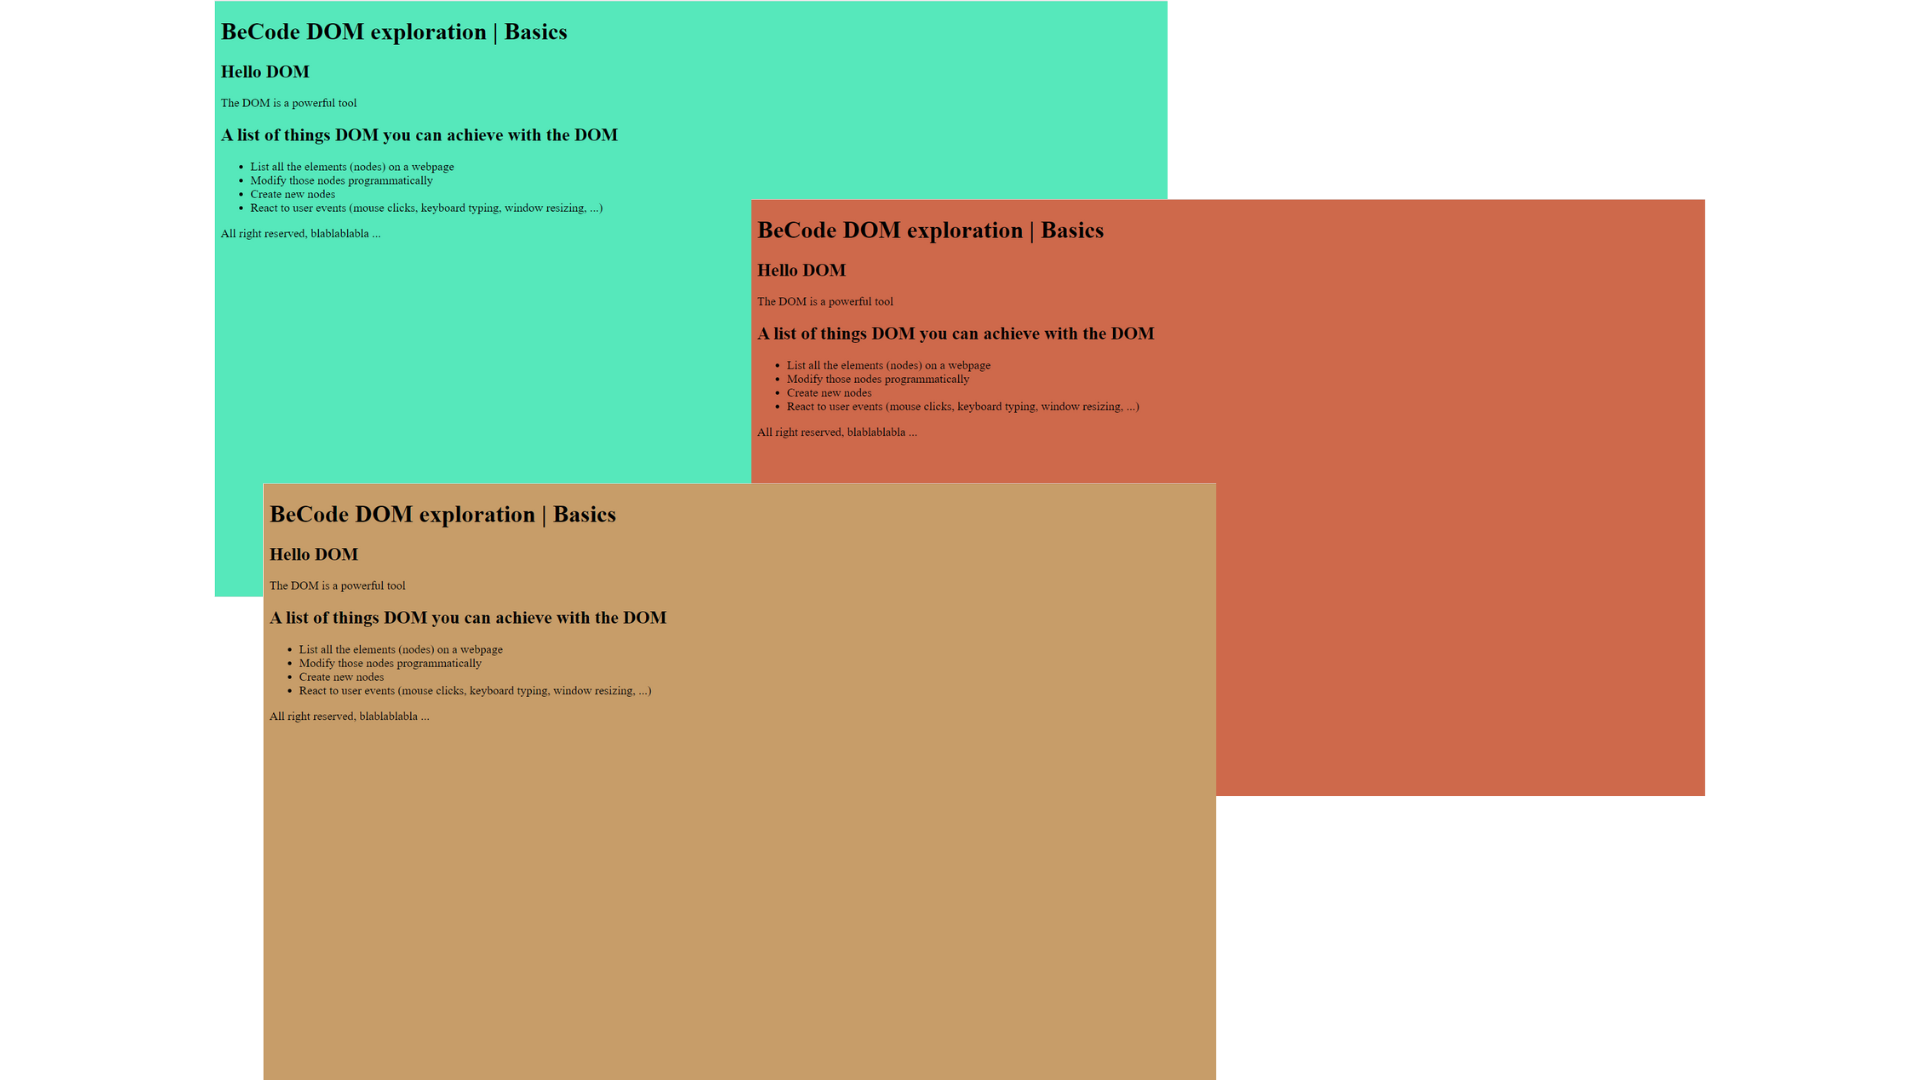 BeCode DOM exploration | Basics
Hello DOM
The DOM is a powerful tool
A list of things DOM you can achieve with the DOM
• List all the elements (nodes) on a webpage
• Modify those nodes programmatically
• Create new nodes
• React to user events (mouse clicks, keyboard typing, window resizing, ...)
All right reserved, blablablabla ...
BeCode DOM exploration | Basics
Hello DOM
The DOM is a powerful tool
A list of things DOM you can achieve with the DOM
• List all the elements (nodes) on a webpage
• Modify those nodes programmatically
• Create new nodes
• React to user events (mouse clicks, keyboard typing, window resizing, ...)
All right reserved, blablablabla ...
BeCode DOM exploration | Basics
Hello DOM
The DOM is a powerful tool
A list of things DOM you can achieve with the DOM
• List all the elements (nodes) on a webpage
• Modify those nodes programmatically
• Create new nodes
• React to user events (mouse clicks, keyboard typing, window resizing, ...)
All right reserved, blablablabla ...